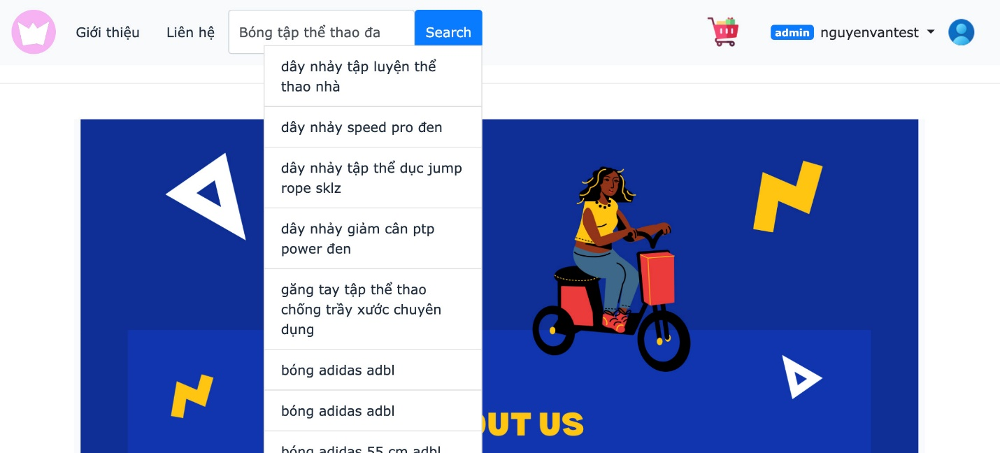 Giới thiệu
Liên hệ
Bóng tập thể thao đa
Search
admin
nguyenvantest
dây nhảy tập luyện thể
thao nhà
dây nhảy speed pro đen
dây nhảy tập thể dục jump
rope sklz
dây nhảy giảm cân ptp
power đen
găng tay tập thể thao
chống trầy xước chuyên
dụng
bóng adidas adbl
bóng adidas adbl
bóng adidas 55 cm adbl
OUT US